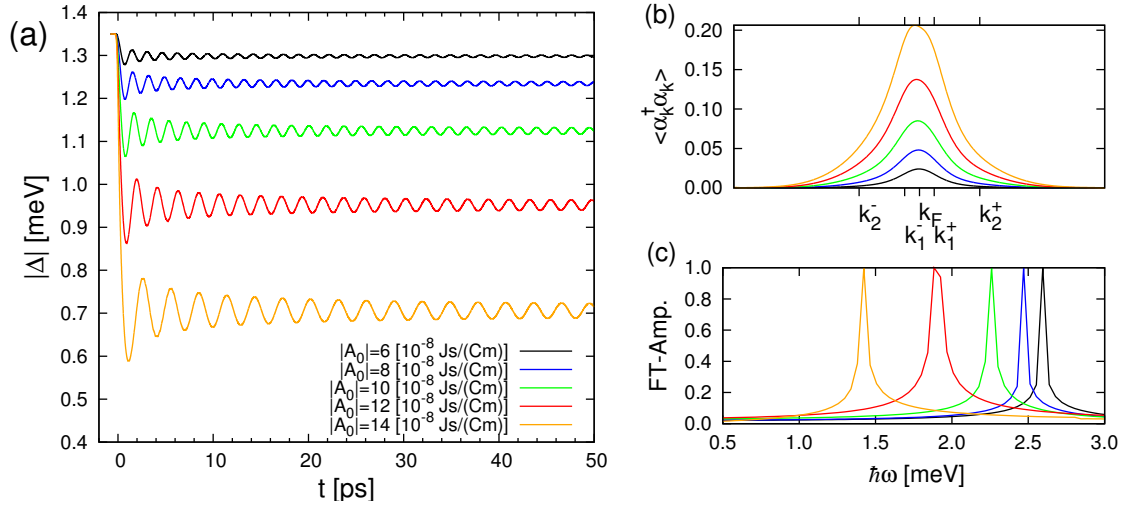 (a)
|Δ| [meV]
1.4
1.3
1.2
1.1
1.0
0.9
0.8
0.7
0.6
0.5
0.4
|A₀|=6 [10⁻⁸ Js/(Cm)]
|A₀|=8 [10⁻⁸ Js/(Cm)]
|A₀|=10 [10⁻⁸ Js/(Cm)]
|A₀|=12 [10⁻⁸ Js/(Cm)]
|A₀|=14 [10⁻⁸ Js/(Cm)]
0 10 20 30 40 50
t [ps]
(b)
<α⁺ₖαₖ>
0.20
0.15
0.10
0.05
0.00
k₂⁻ k_F k₂⁺
k₁⁻ k₁⁺
(c)
FT-Amp.
1.0
0.8
0.6
0.4
0.2
0.0
0.5 1.0 1.5 2.0 2.5 3.0
ħω [meV]